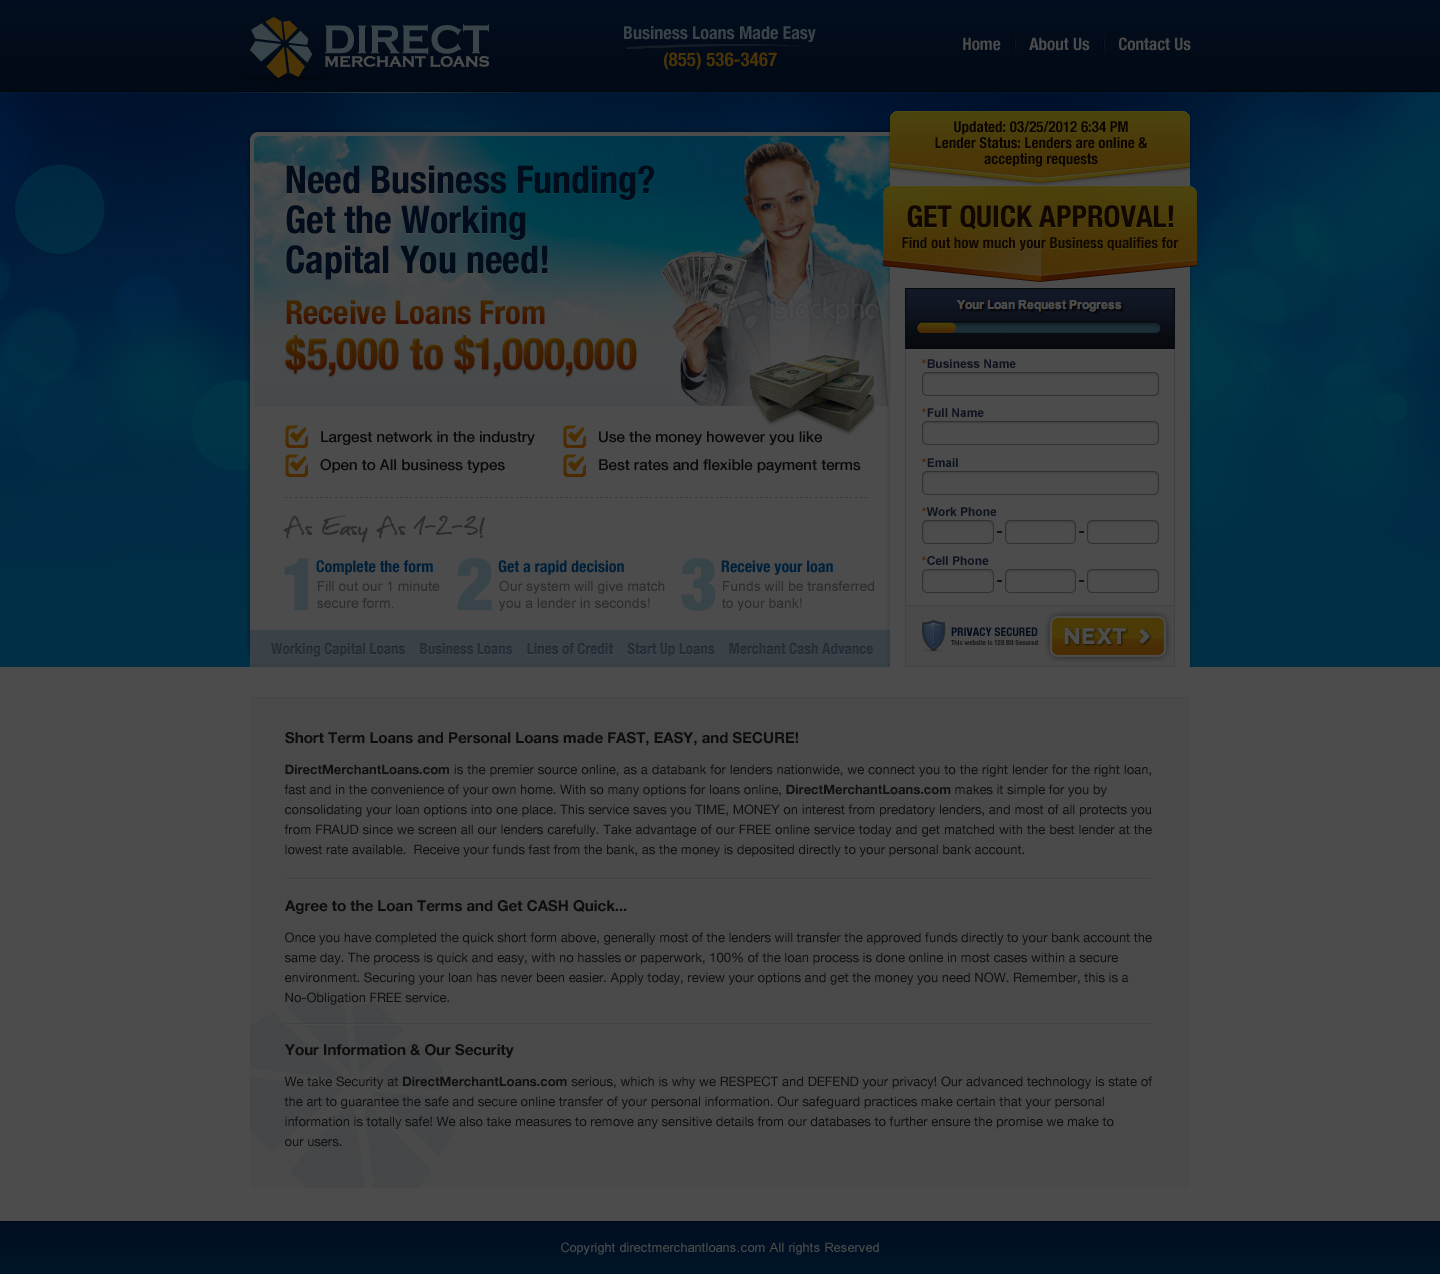 DIRECT
MERCHANT LOANS
Business Loans Made Easy
(855) 536-3467
Home
About Us
Contact Us
Need Business Funding?
Get the Working
Capital You need!
Receive Loans From
$5,000 to $1,000,000
iStockpho
Largest network in the industry
Use the money however you like
Open to All business types
Best rates and flexible payment terms
As Easy As 1-2-3!
1 Complete the form
Fill out our 1 minute
secure form.
2 Get a rapid decision
Our system will give match
you a lender in seconds!
3 Receive your loan
Funds will be transferred
to your bank!
Working Capital Loans
Business Loans
Lines of Credit
Start Up Loans
Merchant Cash Advance
Updated: 03/25/2012 6:34 PM
Lender Status: Lenders are online &
accepting requests
GET QUICK APPROVAL!
Find out how much your Business qualifies for
Your Loan Request Progress
*Business Name
*Full Name
*Email
*Work Phone
- -
*Cell Phone
- -
PRIVACY SECURED
This website is 128 Bit Secured
NEXT
Short Term Loans and Personal Loans made FAST, EASY, and SECURE!
DirectMerchantLoans.com is the premier source online, as a databank for lenders nationwide, we connect you to the right lender for the right loan,
fast and in the convenience of your own home. With so many options for loans online, DirectMerchantLoans.com makes it simple for you by
consolidating your loan options into one place. This service saves you TIME, MONEY on interest from predatory lenders, and most of all protects you
from FRAUD since we screen all our lenders carefully. Take advantage of our FREE online service today and get matched with the best lender at the
lowest rate available. Receive your funds fast from the bank, as the money is deposited directly to your personal bank account.
Agree to the Loan Terms and Get CASH Quick...
Once you have completed the quick short form above, generally most of the lenders will transfer the approved funds directly to your bank account the
same day. The process is quick and easy, with no hassles or paperwork, 100% of the loan process is done online in most cases within a secure
environment. Securing your loan has never been easier. Apply today, review your options and get the money you need NOW. Remember, this is a
No-Obligation FREE service.
Your Information & Our Security
We take Security at DirectMerchantLoans.com serious, which is why we RESPECT and DEFEND your privacy! Our advanced technology is state of
the art to guarantee the safe and secure online transfer of your personal information. Our safeguard practices make certain that your personal
information is totally safe! We also take measures to remove any sensitive details from our databases to further ensure the promise we make to
our users.
Copyright directmerchantloans.com All rights Reserved